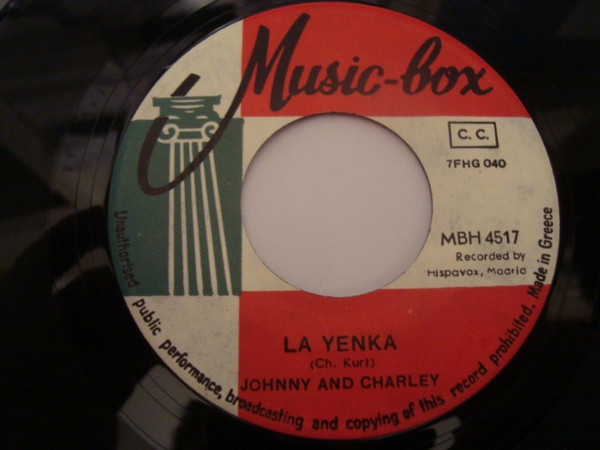 Music-box
C. C.
7FHG 040
MBH 4517
Recorded by
Hispavox, Madrid
LA YENKA
(Ch. Kurt)
JOHNNY AND CHARLEY
Unauthorised public performance, broadcasting and copying of this record prohibited. Made in Greece